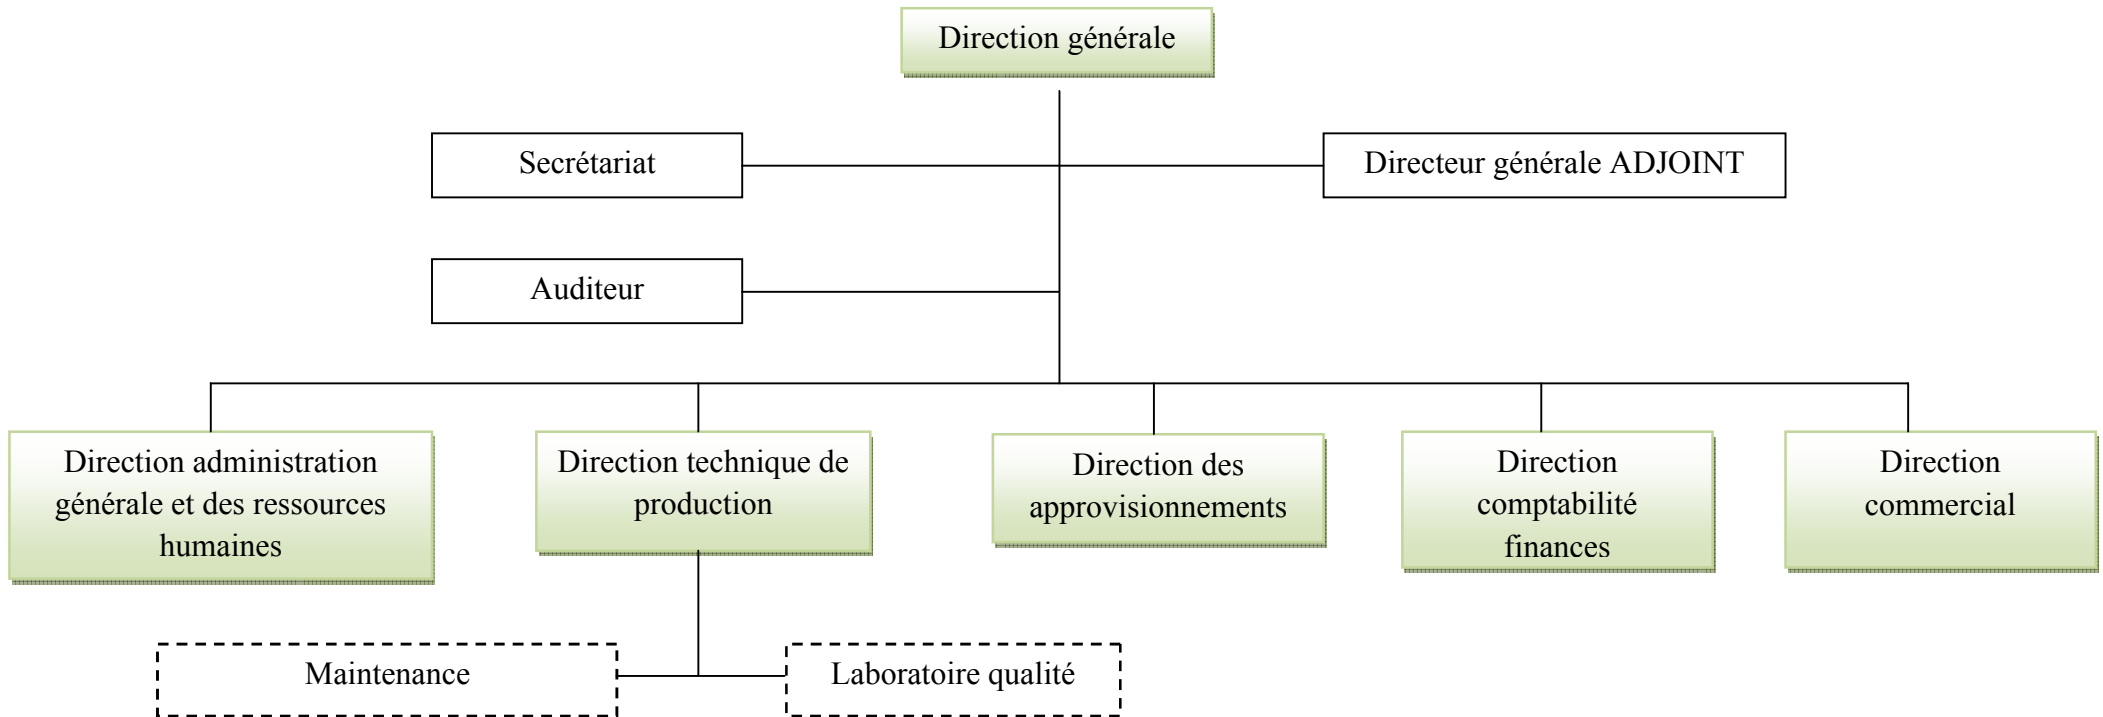 Direction générale
Secrétariat
Directeur générale ADJOINT
Auditeur
Direction administration
générale et des ressources
humaines
Direction technique de
production
Direction des
approvisionnements
Direction
comptabilité
finances
Direction
commercial
Maintenance
Laboratoire qualité